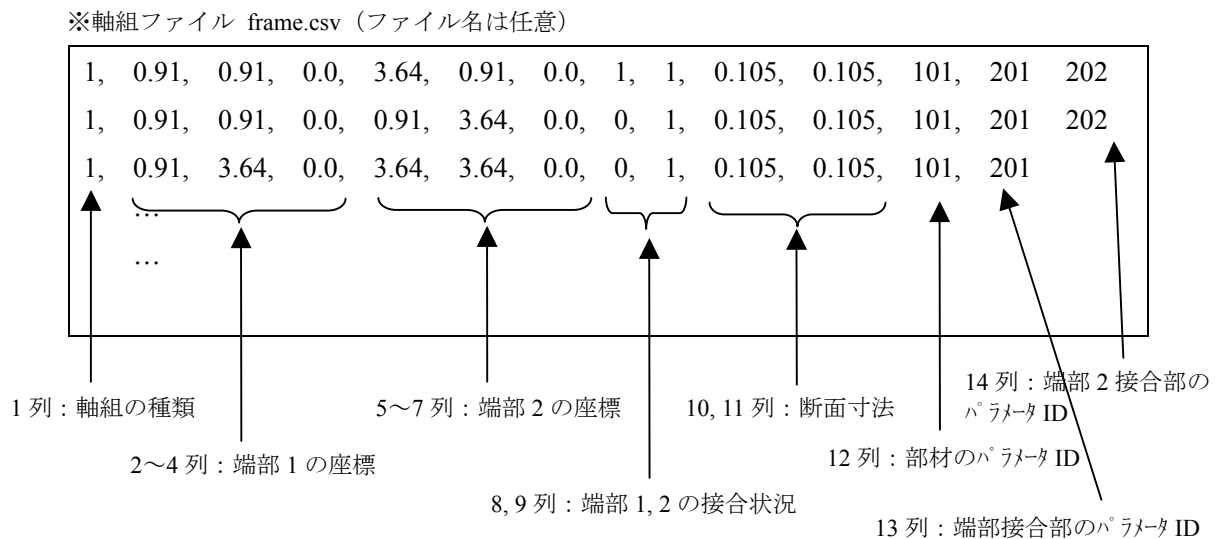 ※軸組ファイル frame.csv（ファイル名は任意）
1, 0.91, 0.91, 0.0, 3.64, 0.91, 0.0, 1, 1, 0.105, 0.105, 101, 201 202
1, 0.91, 0.91, 0.0, 0.91, 3.64, 0.0, 0, 1, 0.105, 0.105, 101, 201 202
1, 0.91, 3.64, 0.0, 3.64, 3.64, 0.0, 0, 1, 0.105, 0.105, 101, 201
…
…
1 列：軸組の種類
2～4 列：端部 1 の座標
5～7 列：端部 2 の座標
8, 9 列：端部 1, 2 の接合状況
10, 11 列：断面寸法
12 列：部材のﾊﾟﾗﾒｰﾀ ID
14 列：端部 2 接合部の
ﾊﾟﾗﾒｰﾀ ID
13 列：端部接合部のﾊﾟﾗﾒｰﾀ ID